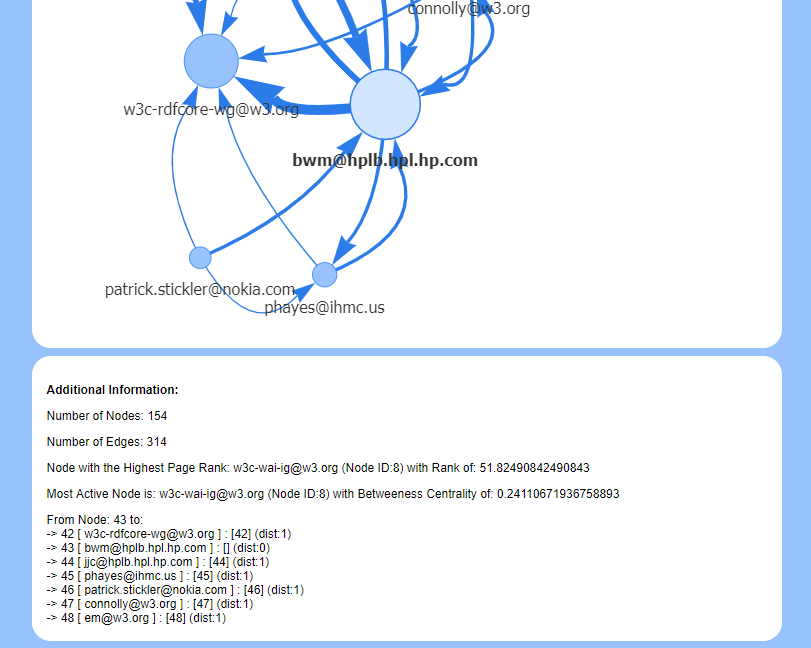 connolly@w3.org
w3c-rdfcore-wg@w3.org
bwm@hplb.hpl.hp.com
patrick.stickler@nokia.com
phayes@ihmc.us
Additional Information:
Number of Nodes: 154
Number of Edges: 314
Node with the Highest Page Rank: w3c-wai-ig@w3.org (Node ID:8) with Rank of: 51.82490842490843
Most Active Node is: w3c-wai-ig@w3.org (Node ID:8) with Betweeness Centrality of: 0.24110671936758893
From Node: 43 to:
-> 42 [ w3c-rdfcore-wg@w3.org ] : [42] (dist:1)
-> 43 [ bwm@hplb.hpl.hp.com ] : [] (dist:0)
-> 44 [ jjc@hplb.hpl.hp.com ] : [44] (dist:1)
-> 45 [ phayes@ihmc.us ] : [45] (dist:1)
-> 46 [ patrick.stickler@nokia.com ] : [46] (dist:1)
-> 47 [ connolly@w3.org ] : [47] (dist:1)
-> 48 [ em@w3.org ] : [48] (dist:1)